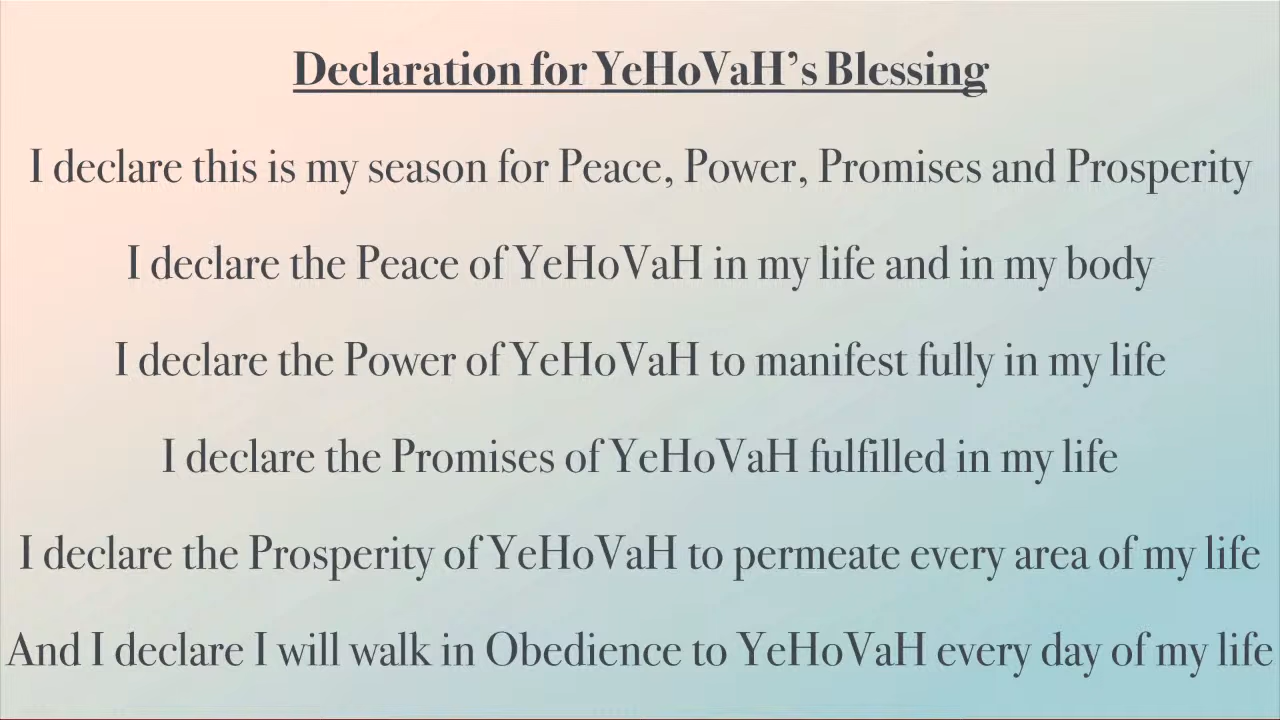 Declaration for YeHoVaH’s Blessing
I declare this is my season for Peace, Power, Promises and Prosperity
I declare the Peace of YeHoVaH in my life and in my body
I declare the Power of YeHoVaH to manifest fully in my life
I declare the Promises of YeHoVaH fulfilled in my life
I declare the Prosperity of YeHoVaH to permeate every area of my life
And I declare I will walk in Obedience to YeHoVaH every day of my life